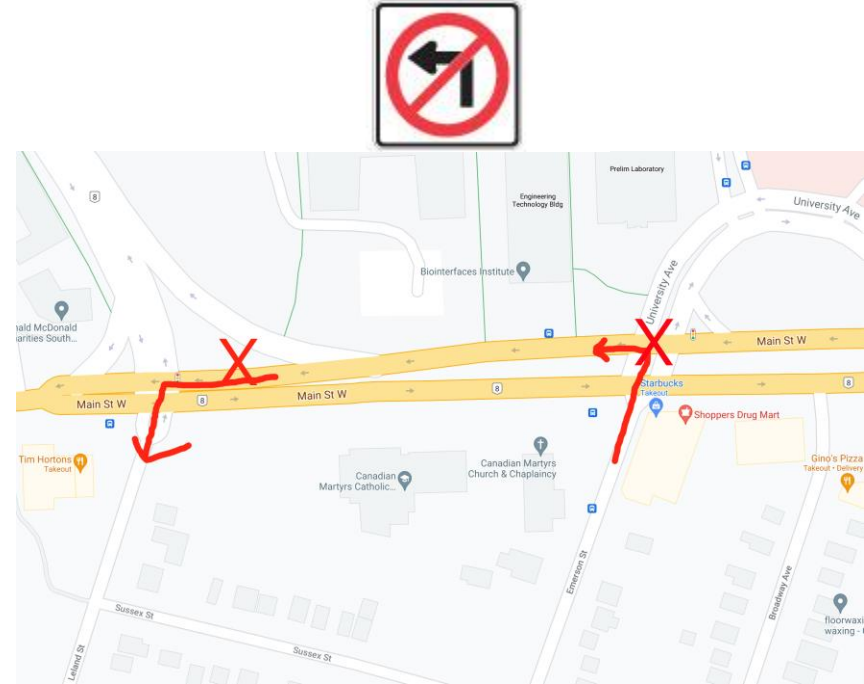 Prelim Laboratory
8
Engineering
Technology Bldg
University Ave
Biointerfaces Institute
University Ave
nald McDonald
harities South...
Main St W
Starbucks
Takeout
8
Main St W
8
Main St W
8
Shoppers Drug Mart
Tim Hortons
Takeout
Canadian Martyrs
Church & Chaplaincy
Gino's Pizza
Takeout • Delivery
Canadian
Martyrs Catholic...
Emerson St
Broadway Ave
Sussex St
floorwaxi
waxing - 
Sussex St
Leland St